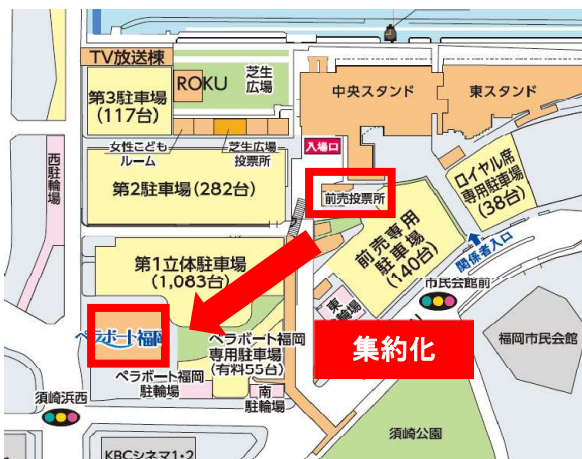 TV放送棟
第3駐車場
(117台)
ROKU
芝生
広場
中央スタンド
東スタンド
女性こども
ルーム
芝生広場
投票所
入場口
西駐輪場
第2駐車場(282台)
前売投票所
ロイヤル席
専用駐車場
(38台)
前売専用
駐車場
(140台)
関係者入口
第1立体駐車場
(1,083台)
市民会館前
東
輪場
ペラボート福岡
ペラボート福岡
専用駐車場
(有料55台)
集約化
福岡市民会館
ペラボート福岡
駐輪場
南
駐輪場
須崎浜西
須崎公園
KBCシネマ1・2